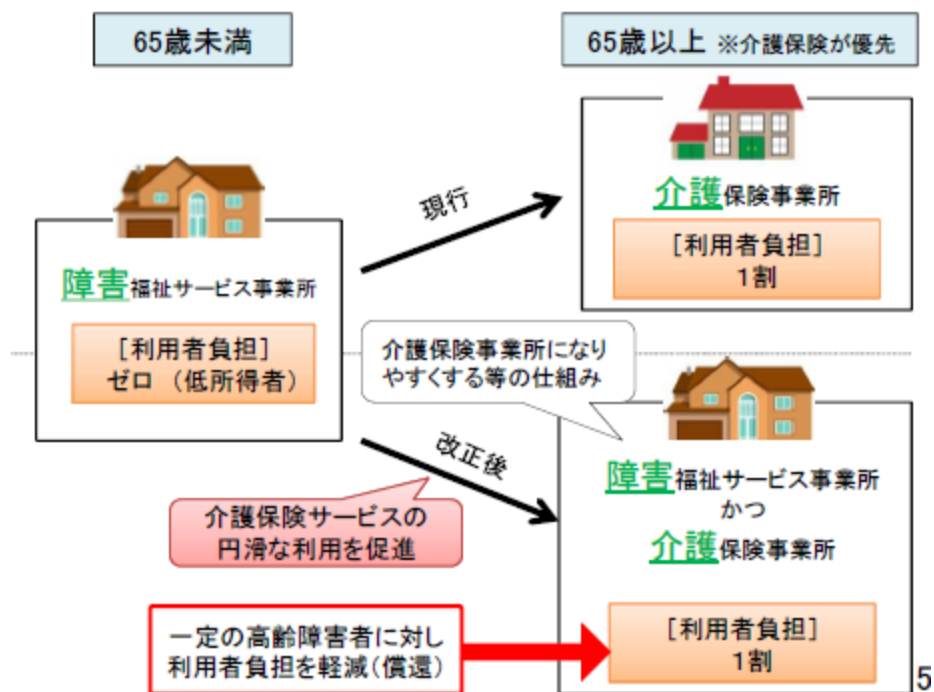 65歳未満
65歳以上 ※介護保険が優先
障害福祉サービス事業所
[利用者負担]
ゼロ (低所得者)
現行
介護保険事業所
[利用者負担]
1割
介護保険事業所になり
やすくする等の仕組み
改正後
介護保険サービスの
円滑な利用を促進
障害福祉サービス事業所
かつ
介護保険事業所
一定の高齢障害者に対し
利用者負担を軽減(償還)
[利用者負担]
1割
5